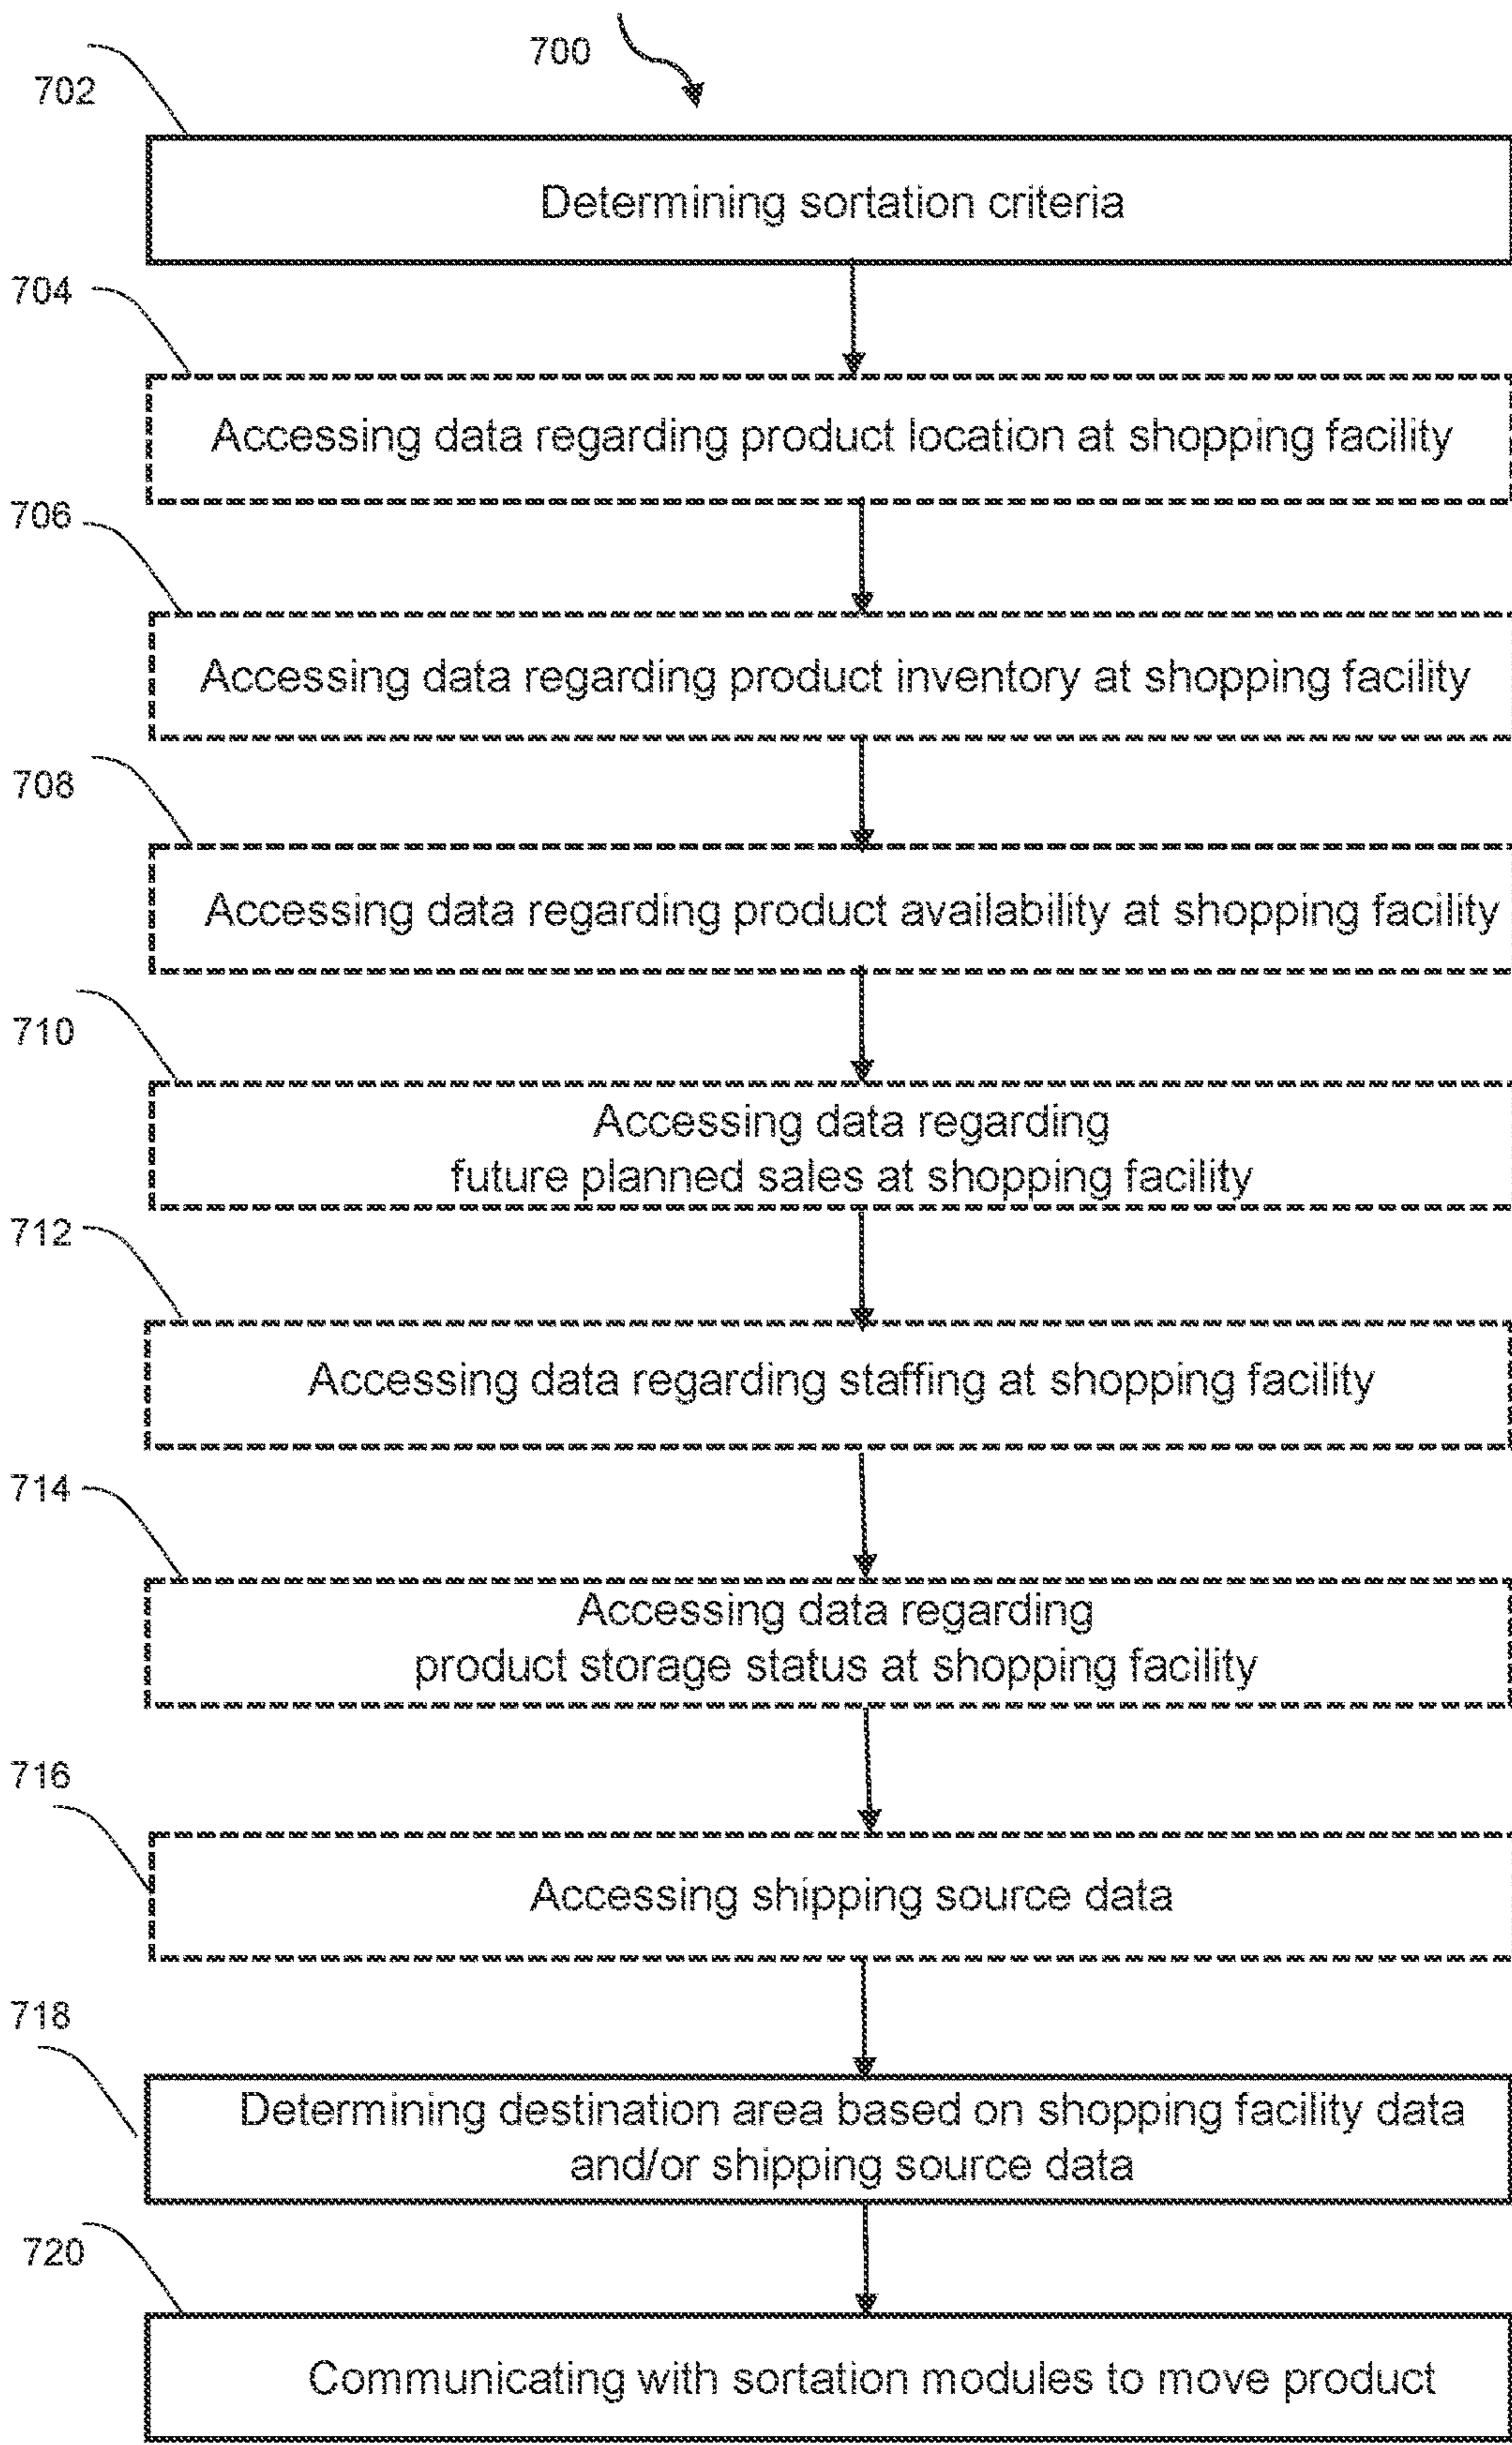 700
702
Determining sortation criteria
704
Accessing data regarding product location at shopping facility
706
Accessing data regarding product inventory at shopping facility
708
Accessing data regarding product availability at shopping facility
710
Accessing data regarding
future planned sales at shopping facility
712
Accessing data regarding staffing at shopping facility
714
Accessing data regarding
product storage status at shopping facility
716
Accessing shipping source data
718
Determining destination area based on shopping facility data
and/or shipping source data
720
Communicating with sortation modules to move product